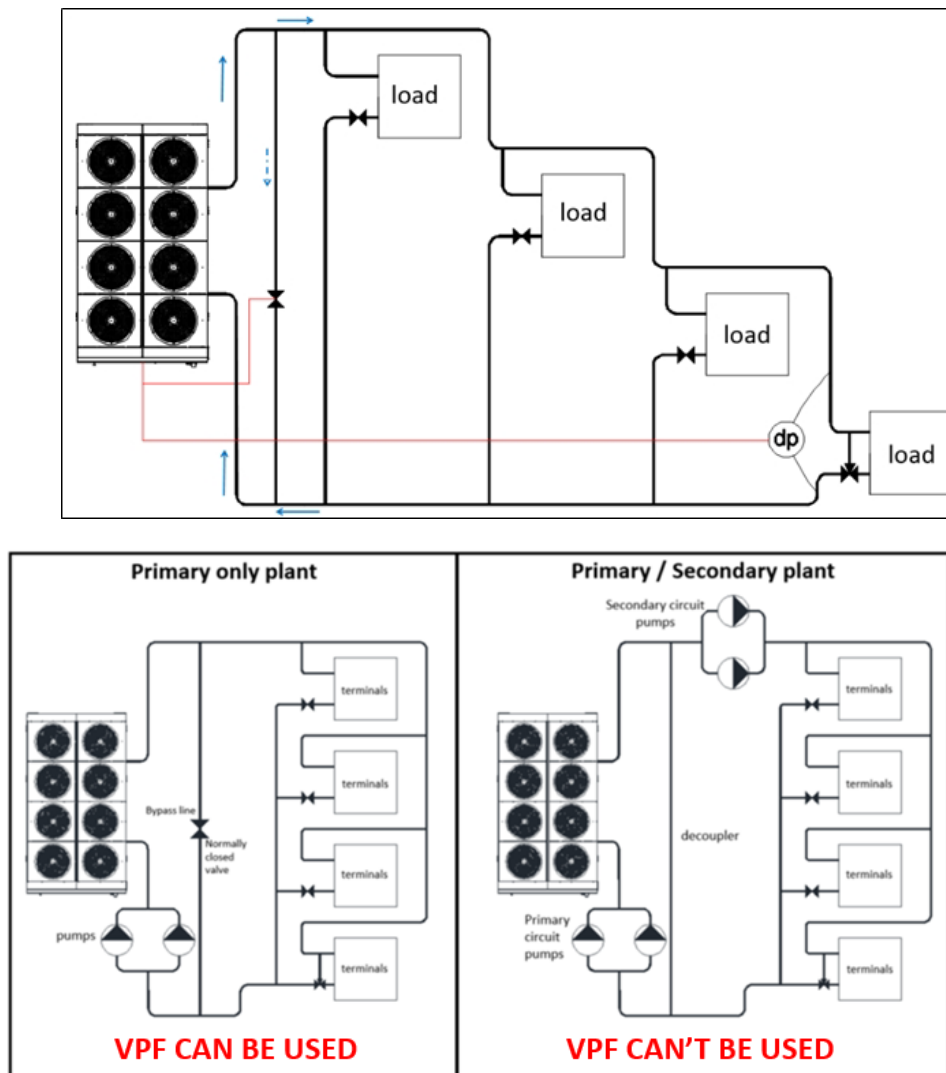 load
load
load
dp
load
Primary only plant
Bypass line
Normally
closed
valve
pumps
terminals
terminals
terminals
terminals
VPF CAN BE USED
Primary / Secondary plant
Secondary circuit
pumps
decoupler
Primary
circuit
pumps
terminals
terminals
terminals
terminals
VPF CAN'T BE USED